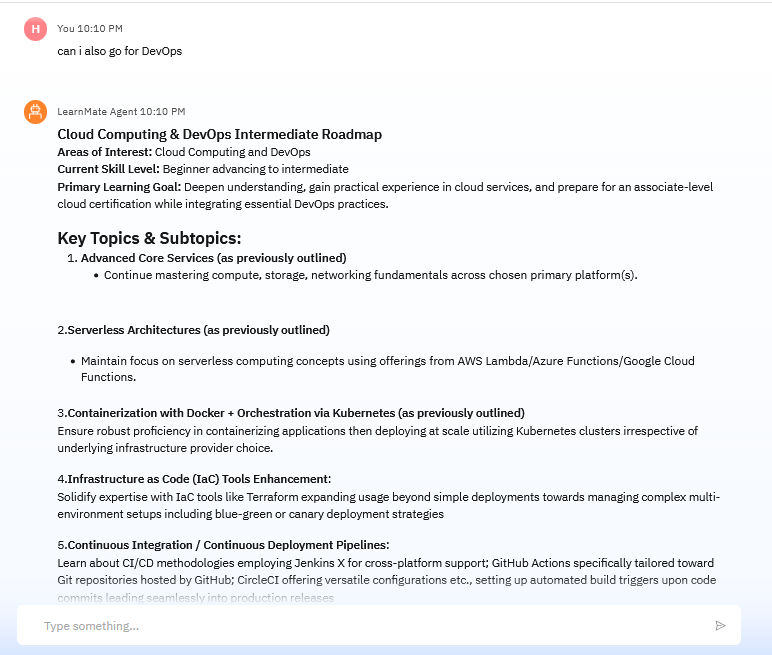 H
You 10:10 PM
can i also go for DevOps
LearnMate Agent 10:10 PM
Cloud Computing & DevOps Intermediate Roadmap
Areas of Interest: Cloud Computing and DevOps
Current Skill Level: Beginner advancing to intermediate
Primary Learning Goal: Deepen understanding, gain practical experience in cloud services, and prepare for an associate-level
cloud certification while integrating essential DevOps practices.
Key Topics & Subtopics:
1. Advanced Core Services (as previously outlined)
• Continue mastering compute, storage, networking fundamentals across chosen primary platform(s).
2.Serverless Architectures (as previously outlined)
• Maintain focus on serverless computing concepts using offerings from AWS Lambda/Azure Functions/Google Cloud
Functions.
3.Containerization with Docker + Orchestration via Kubernetes (as previously outlined)
Ensure robust proficiency in containerizing applications then deploying at scale utilizing Kubernetes clusters irrespective of
underlying infrastructure provider choice.
4.Infrastructure as Code (IaC) Tools Enhancement:
Solidify expertise with IaC tools like Terraform expanding usage beyond simple deployments towards managing complex multi-
environment setups including blue-green or canary deployment strategies
5.Continuous Integration / Continuous Deployment Pipelines:
Learn about CI/CD methodologies employing Jenkins X for cross-platform support; GitHub Actions specifically tailored toward
Git repositories hosted by GitHub; CircleCI offering versatile configurations etc., setting up automated build triggers upon code
commits leading seamlessly into production releases
Type something...